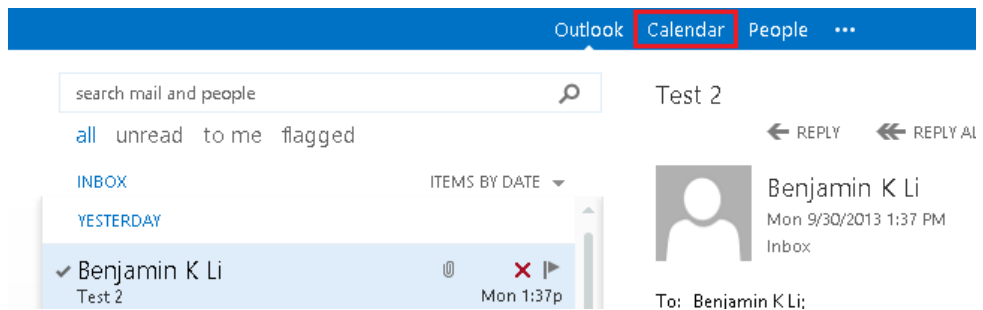 Outlook Calendar People •••
search mail and people
all unread to me flagged
INBOX ITEMS BY DATE
YESTERDAY
Benjamin K Li
Test 2 Mon 1:37p
Test 2
REPLY REPLY AL
Benjamin K Li
Mon 9/30/2013 1:37 PM
Inbox
To: Benjamin K Li;